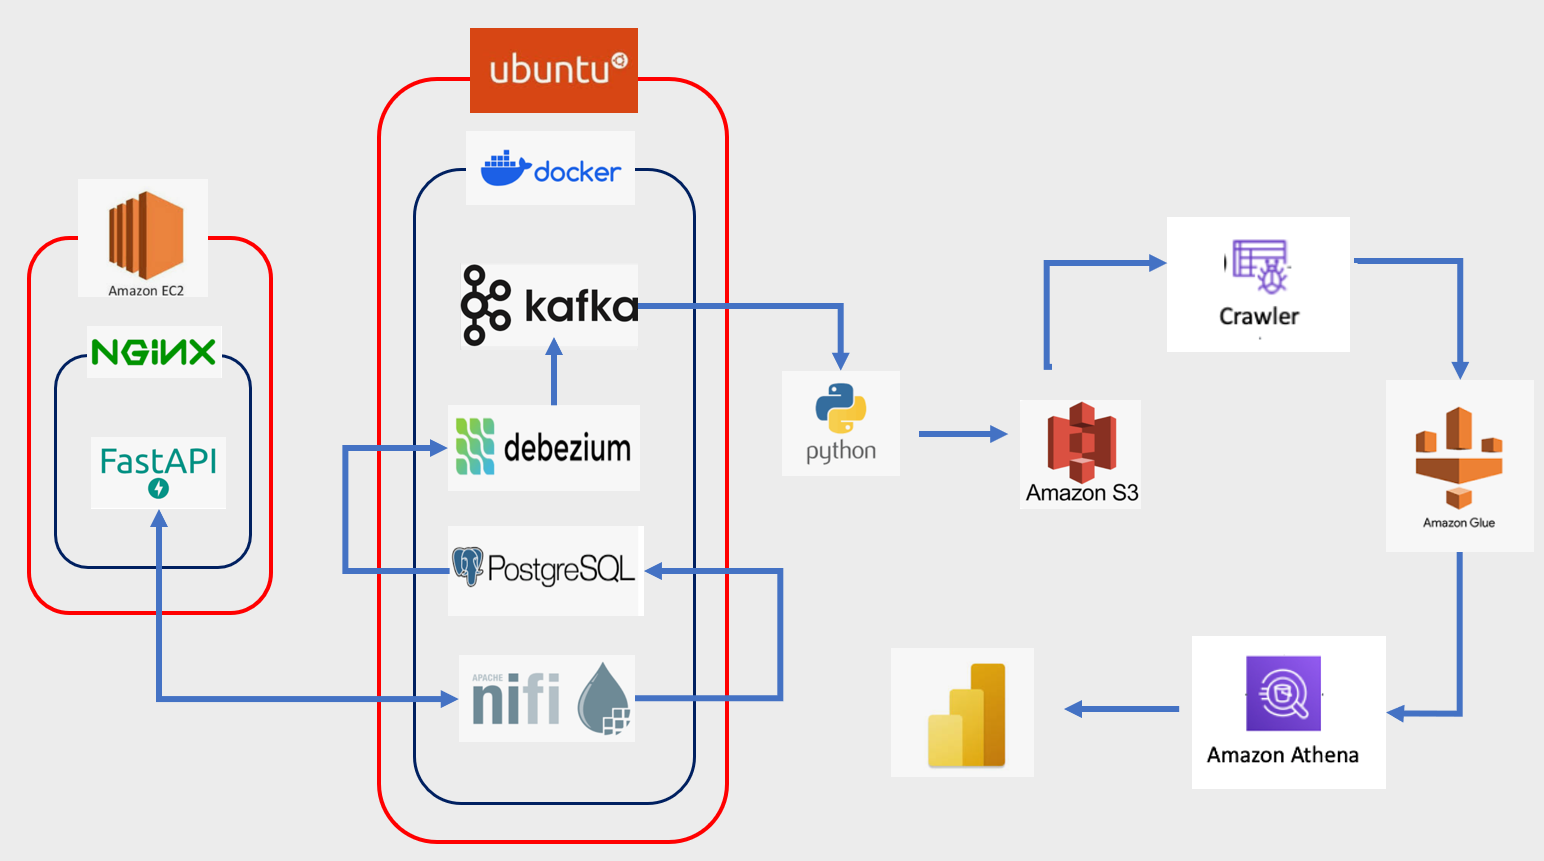 ubuntu
docker
Amazon EC2
NGiNX
FastAPI
kafka
debezium
PostgreSQL
APACHE
nifi
python
Amazon S3
Crawler
Amazon Glue
Amazon Athena